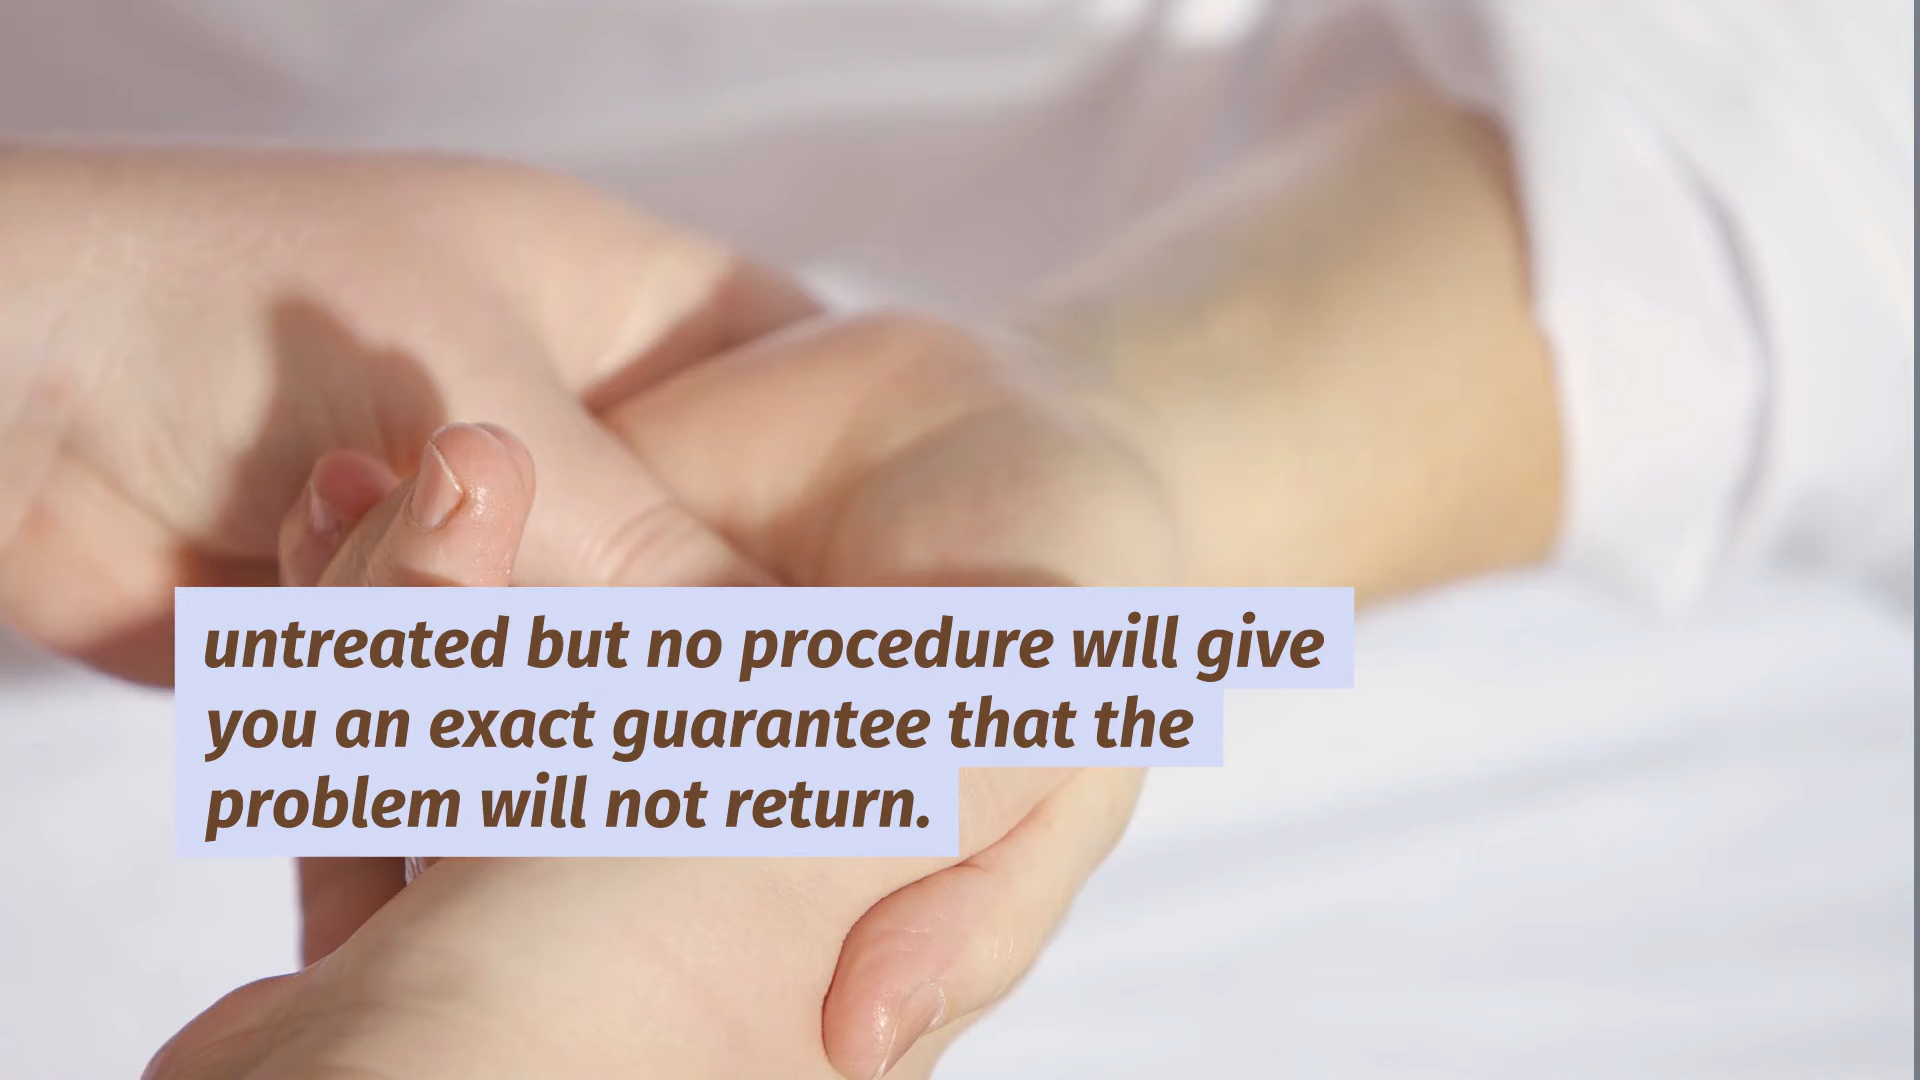 untreated but no procedure will give
you an exact guarantee that the
problem will not return.